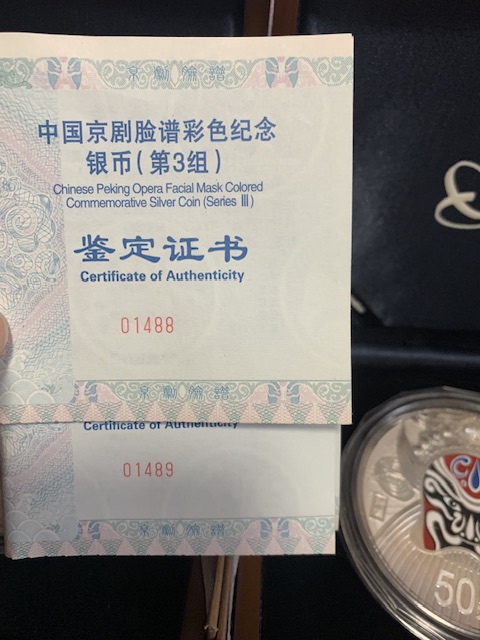 京劇臉譜
中国京剧脸谱彩色纪念
银币(第3组)
Chinese Peking Opera Facial Mask Colored
Commemorative Silver Coin (Series Ⅲ)
鉴定证书
Certificate of Authenticity
01488
京劇臉譜
Certificate of Authenticity
01489
京劇臉譜
50